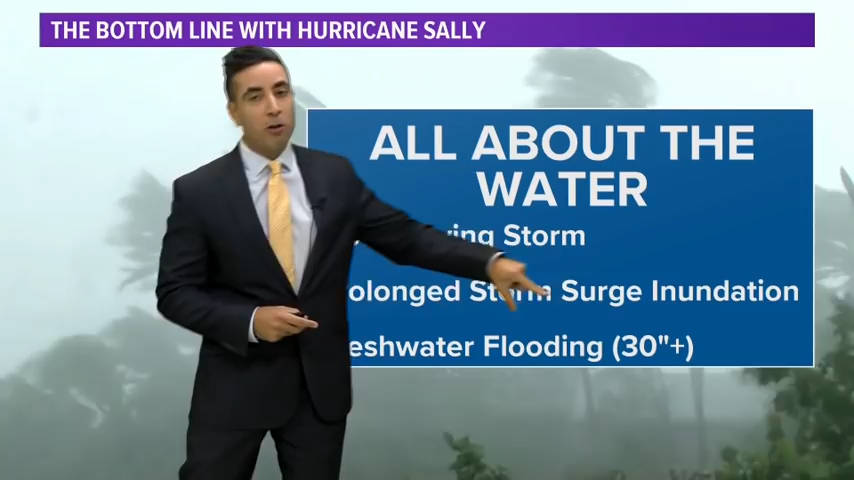 THE BOTTOM LINE WITH HURRICANE SALLY
ALL ABOUT THE
WATER
Storm
Storm Surge Inundation
Flooding (30"+)